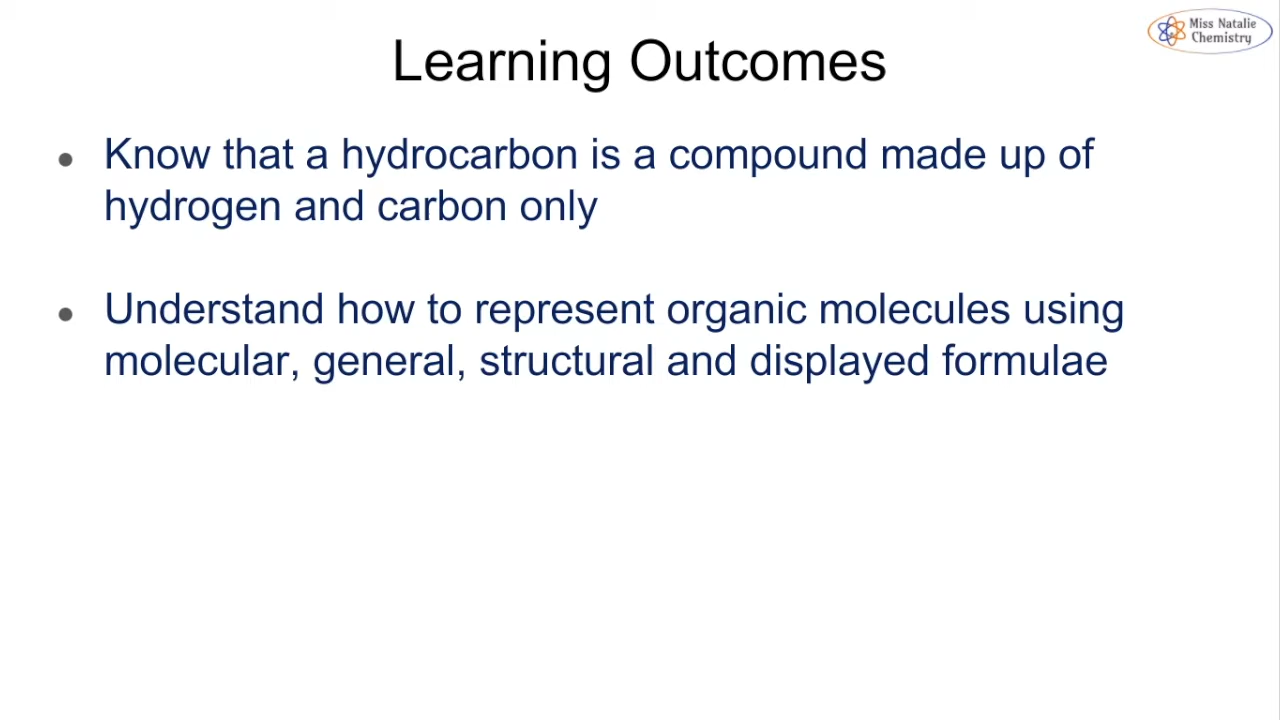 Miss Natalie
Chemistry
Learning Outcomes
Know that a hydrocarbon is a compound made up of
hydrogen and carbon only
Understand how to represent organic molecules using
molecular, general, structural and displayed formulae